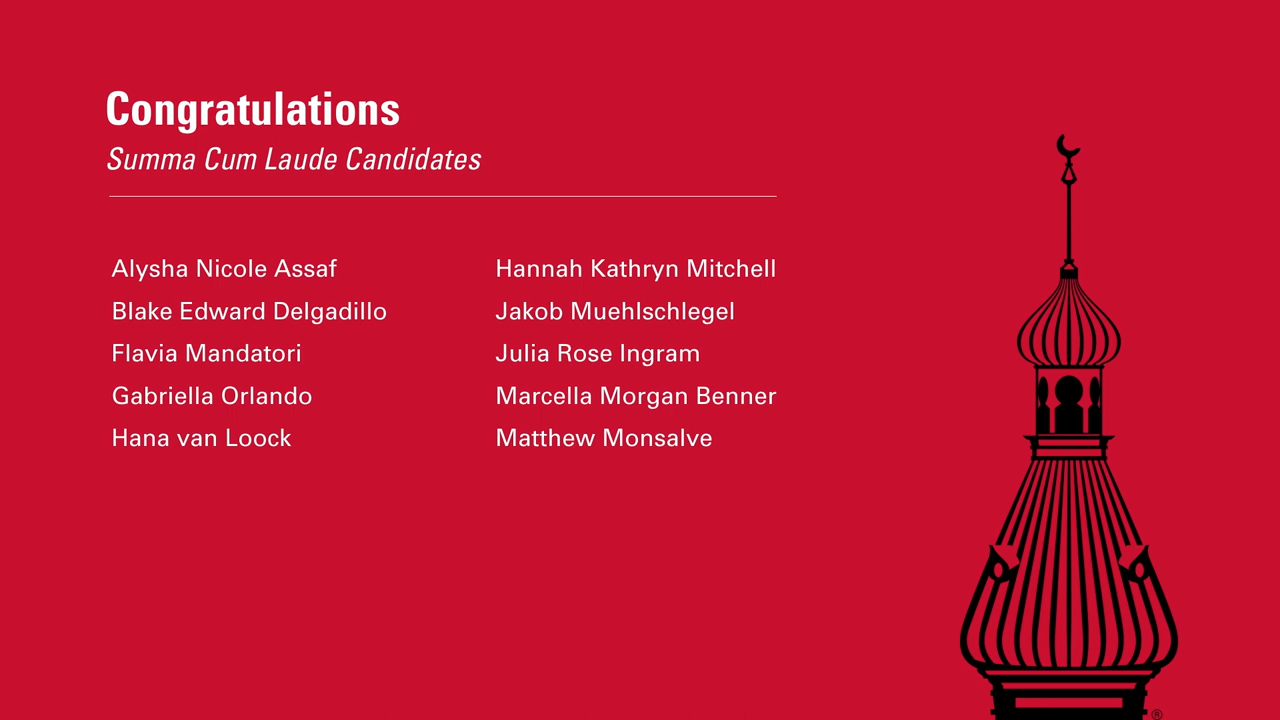 Congratulations
Summa Cum Laude Candidates
Alysha Nicole Assaf
Blake Edward Delgadillo
Flavia Mandatori
Gabriella Orlando
Hana van Loock
Hannah Kathryn Mitchell
Jakob Muehlschlegel
Julia Rose Ingram
Marcella Morgan Benner
Matthew Monsalve
®